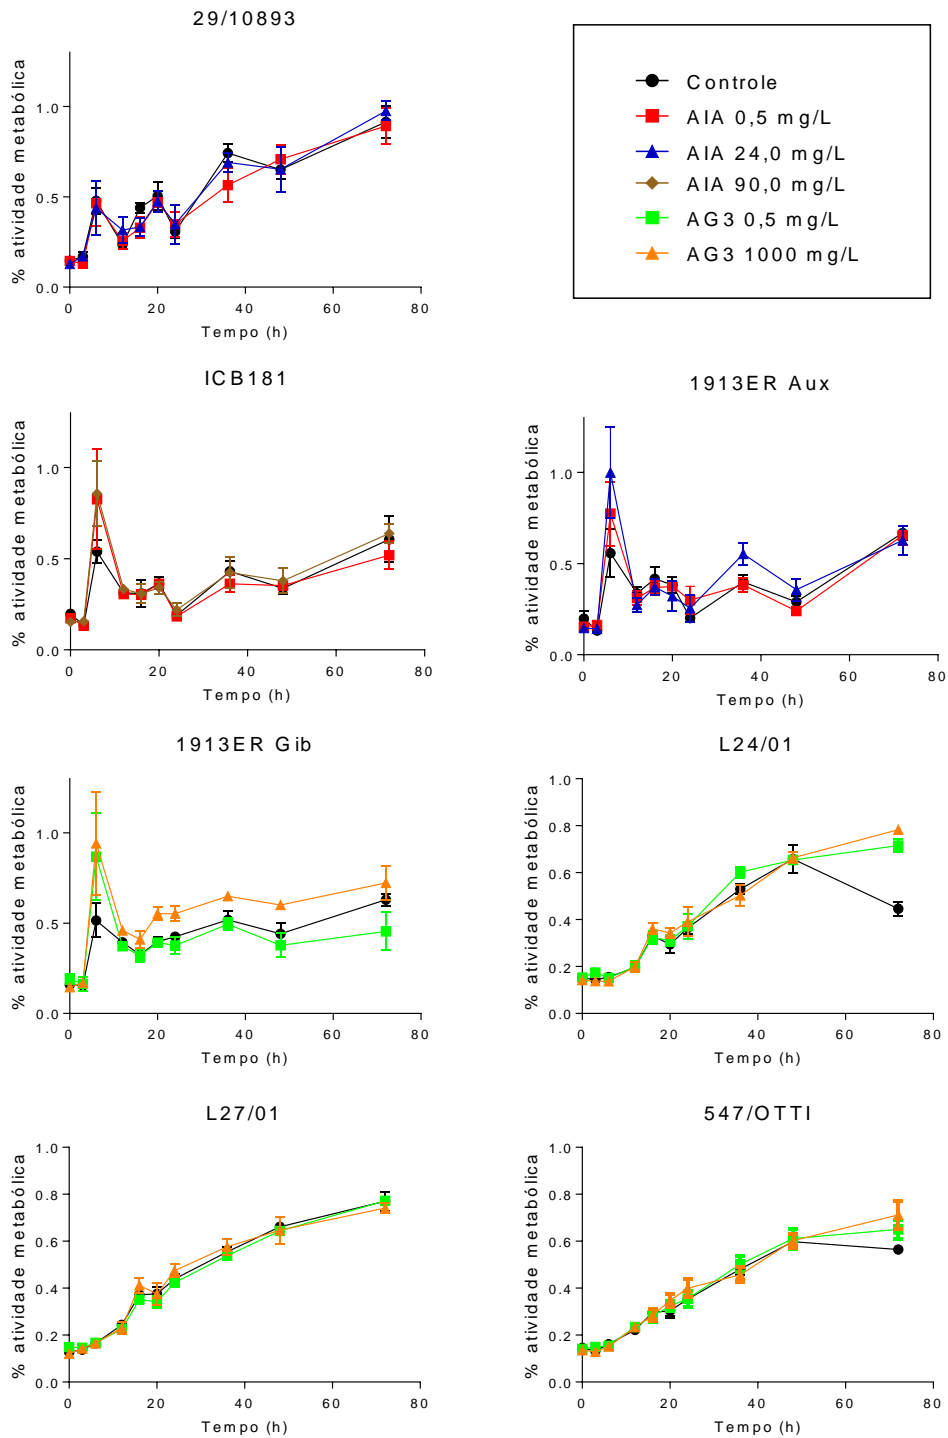 29/10893
% atividade metabólica
1.0
0.5
0.0
0 20 40 60 80
Tempo (h)
Controle
AIA 0,5 mg/L
AIA 24,0 mg/L
AIA 90,0 mg/L
AG3 0,5 mg/L
AG3 1000 mg/L
ICB181
% atividade metabólica
1.0
0.5
0.0
0 20 40 60 80
Tempo (h)
1913ER Aux
% atividade metabólica
1.0
0.5
0.0
0 20 40 60 80
Tempo (h)
1913ER Gib
% atividade metabólica
1.0
0.5
0.0
0 20 40 60 80
Tempo (h)
L24/01
% atividade metabólica
1.0
0.8
0.6
0.4
0.2
0.0
0 20 40 60 80
Tempo (h)
L27/01
% atividade metabólica
1.0
0.8
0.6
0.4
0.2
0.0
0 20 40 60 80
Tempo (h)
547/OTTI
% atividade metabólica
1.0
0.8
0.6
0.4
0.2
0.0
0 20 40 60 80
Tempo (h)